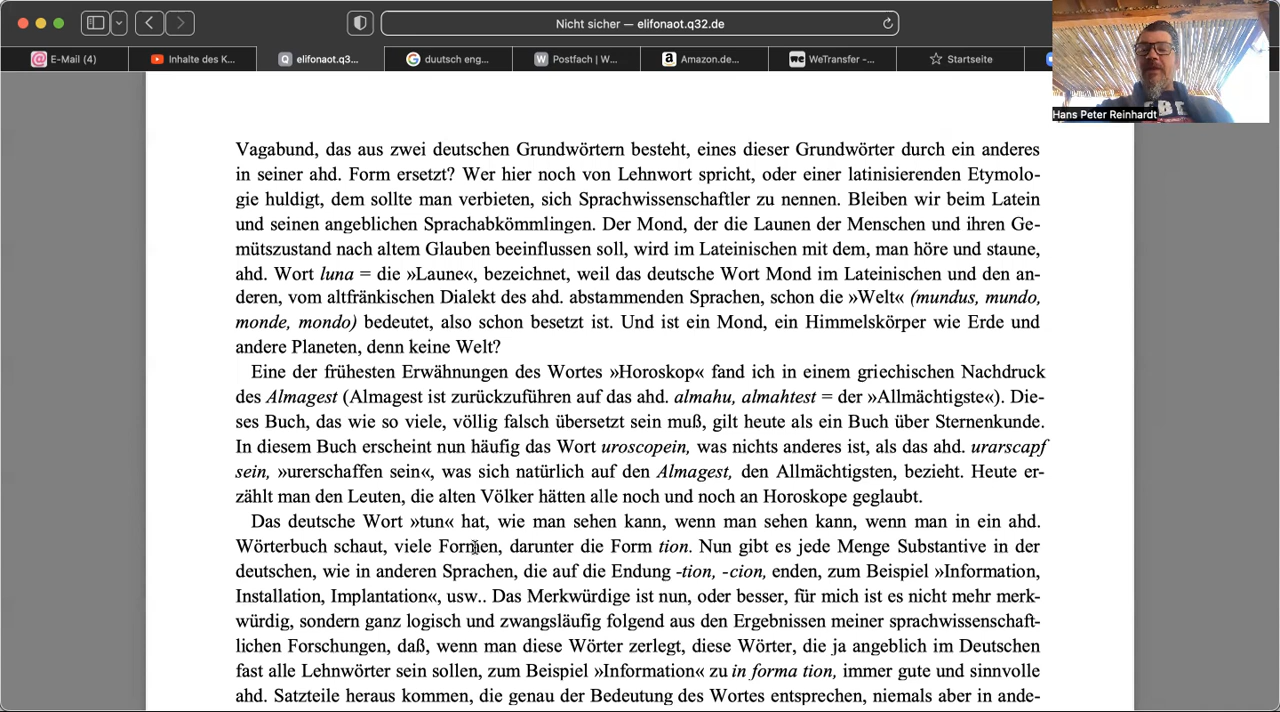 Nicht sicher — elifonaot.q32.de
E-Mail (4)
Inhalte des K...
elifonaot.q3...
duutsch eng...
Postfach | W...
Amazon.de...
WeTransfer -...
Startseite
Hans Peter Reinhardt
Vagabund, das aus zwei deutschen Grundwörtern besteht, eines dieser Grundwörter durch ein anderes
in seiner ahd. Form ersetzt? Wer hier noch von Lehnwort spricht, oder einer latinisierenden Etymolo-
gie huldigt, dem sollte man verbieten, sich Sprachwissenschaftler zu nennen. Bleiben wir beim Latein
und seinen angeblichen Sprachabkömmlingen. Der Mond, der die Launen der Menschen und ihren Ge-
mütszustand nach altem Glauben beeinflussen soll, wird im Lateinischen mit dem, man höre und staune,
ahd. Wort luna = die »Laune«, bezeichnet, weil das deutsche Wort Mond im Lateinischen und den an-
deren, vom altfränkischen Dialekt des ahd. abstammenden Sprachen, schon die »Welt« (mundus, mundo,
monde, mondo) bedeutet, also schon besetzt ist. Und ist ein Mond, ein Himmelskörper wie Erde und
andere Planeten, denn keine Welt?
Eine der frühesten Erwähnungen des Wortes »Horoskop« fand ich in einem griechischen Nachdruck
des Almagest (Almagest ist zurückzuführen auf das ahd. almahu, almahtest = der »Allmächtigste«). Die-
ses Buch, das wie so viele, völlig falsch übersetzt sein muß, gilt heute als ein Buch über Sternenkunde.
In diesem Buch erscheint nun häufig das Wort uroscopein, was nichts anderes ist, als das ahd. urarscapf
sein, »urerschaffen sein«, was sich natürlich auf den Almagest, den Allmächtigsten, bezieht. Heute er-
zählt man den Leuten, die alten Völker hätten alle noch und noch an Horoskope geglaubt.
Das deutsche Wort »tun« hat, wie man sehen kann, wenn man sehen kann, wenn man in ein ahd.
Wörterbuch schaut, viele Formen, darunter die Form tion. Nun gibt es jede Menge Substantive in der
deutschen, wie in anderen Sprachen, die auf die Endung -tion, -cion, enden, zum Beispiel »Information,
Installation, Implantation«, usw.. Das Merkwürdige ist nun, oder besser, für mich ist es nicht mehr merk-
würdig, sondern ganz logisch und zwangsläufig folgend aus den Ergebnissen meiner sprachwissenschaft-
lichen Forschungen, daß, wenn man diese Wörter zerlegt, diese Wörter, die ja angeblich im Deutschen
fast alle Lehnwörter sein sollen, zum Beispiel »Information« zu in forma tion, immer gute und sinnvolle
ahd. Satzteile heraus kommen, die genau der Bedeutung des Wortes entsprechen, niemals aber in ande-